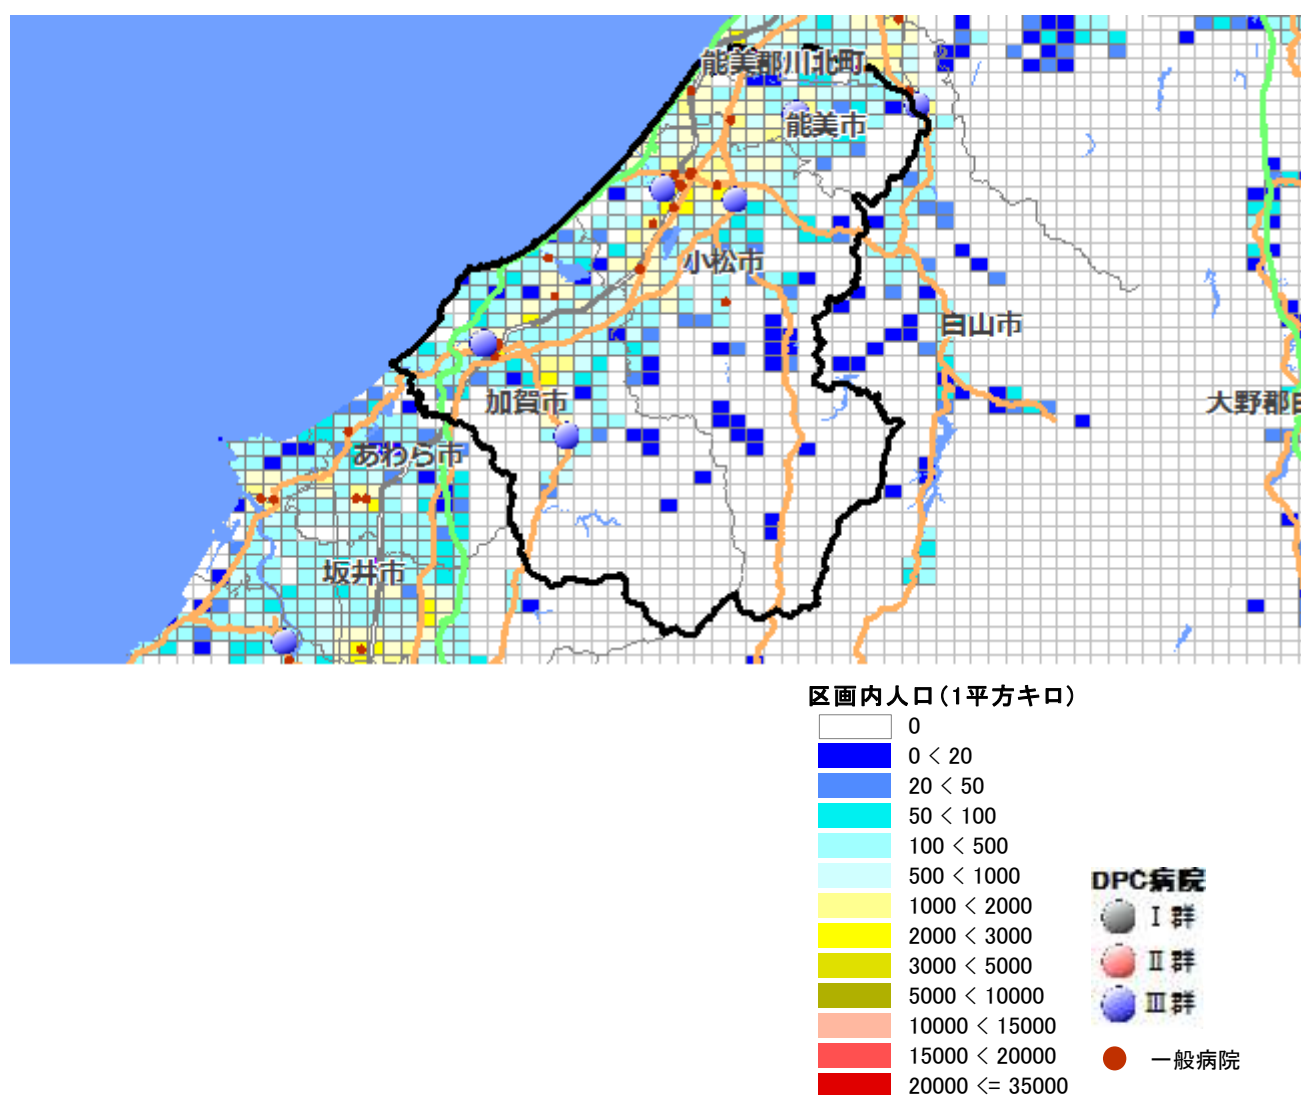 能美郡川北町
能美市
小松市
白山市
加賀市
大野郡白
あわら市
坂井市
区画内人口(1平方キロ)
0
0 < 20
20 < 50
50 < 100
100 < 500
500 < 1000
1000 < 2000
2000 < 3000
3000 < 5000
5000 < 10000
10000 < 15000
15000 < 20000
20000 <= 35000
DPC病院
Ⅰ群
Ⅱ群
Ⅲ群
一般病院